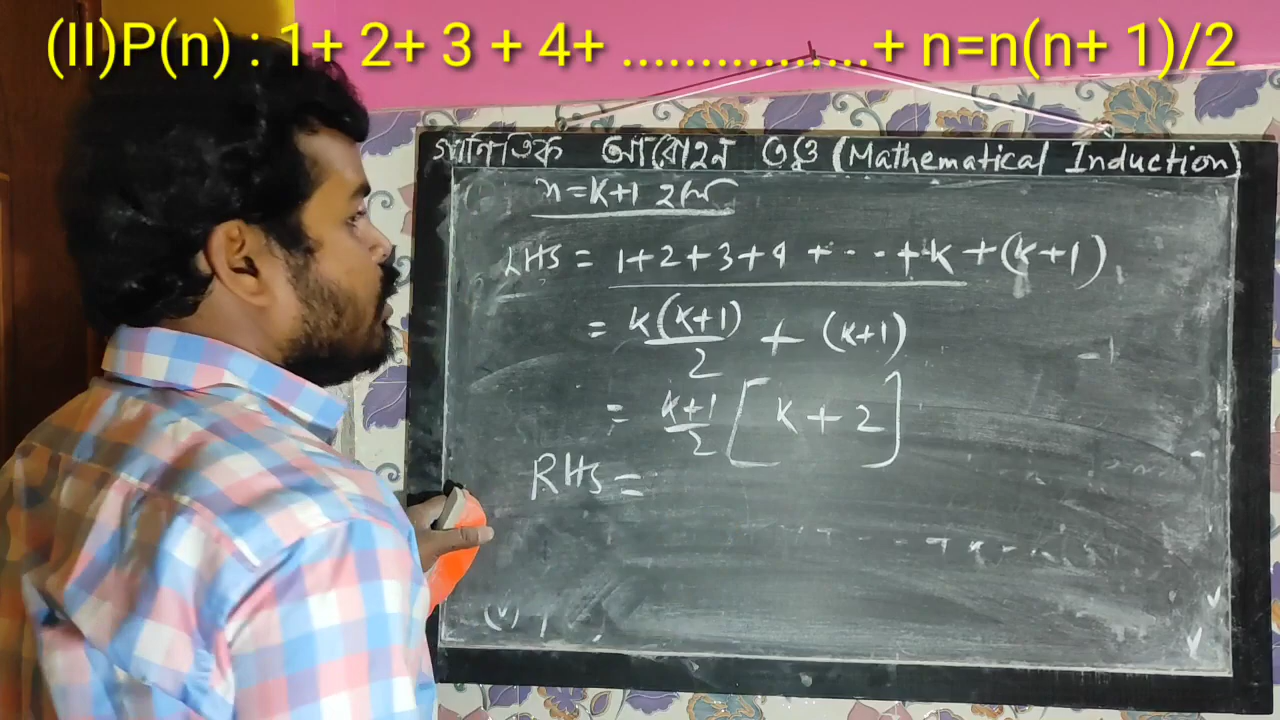 (II)P(n) : 1+ 2+ 3 + 4+ ................+ n=n(n+ 1)/2
গানিতিক আরোহন তত্ত্ব (Mathematical Induction)
n=k+1 হলে
LHS = 1+2+3+4+···+k+(k+1)
= k(k+1)/2 + (k+1)
= k+1/2 [k+2]
RHS =